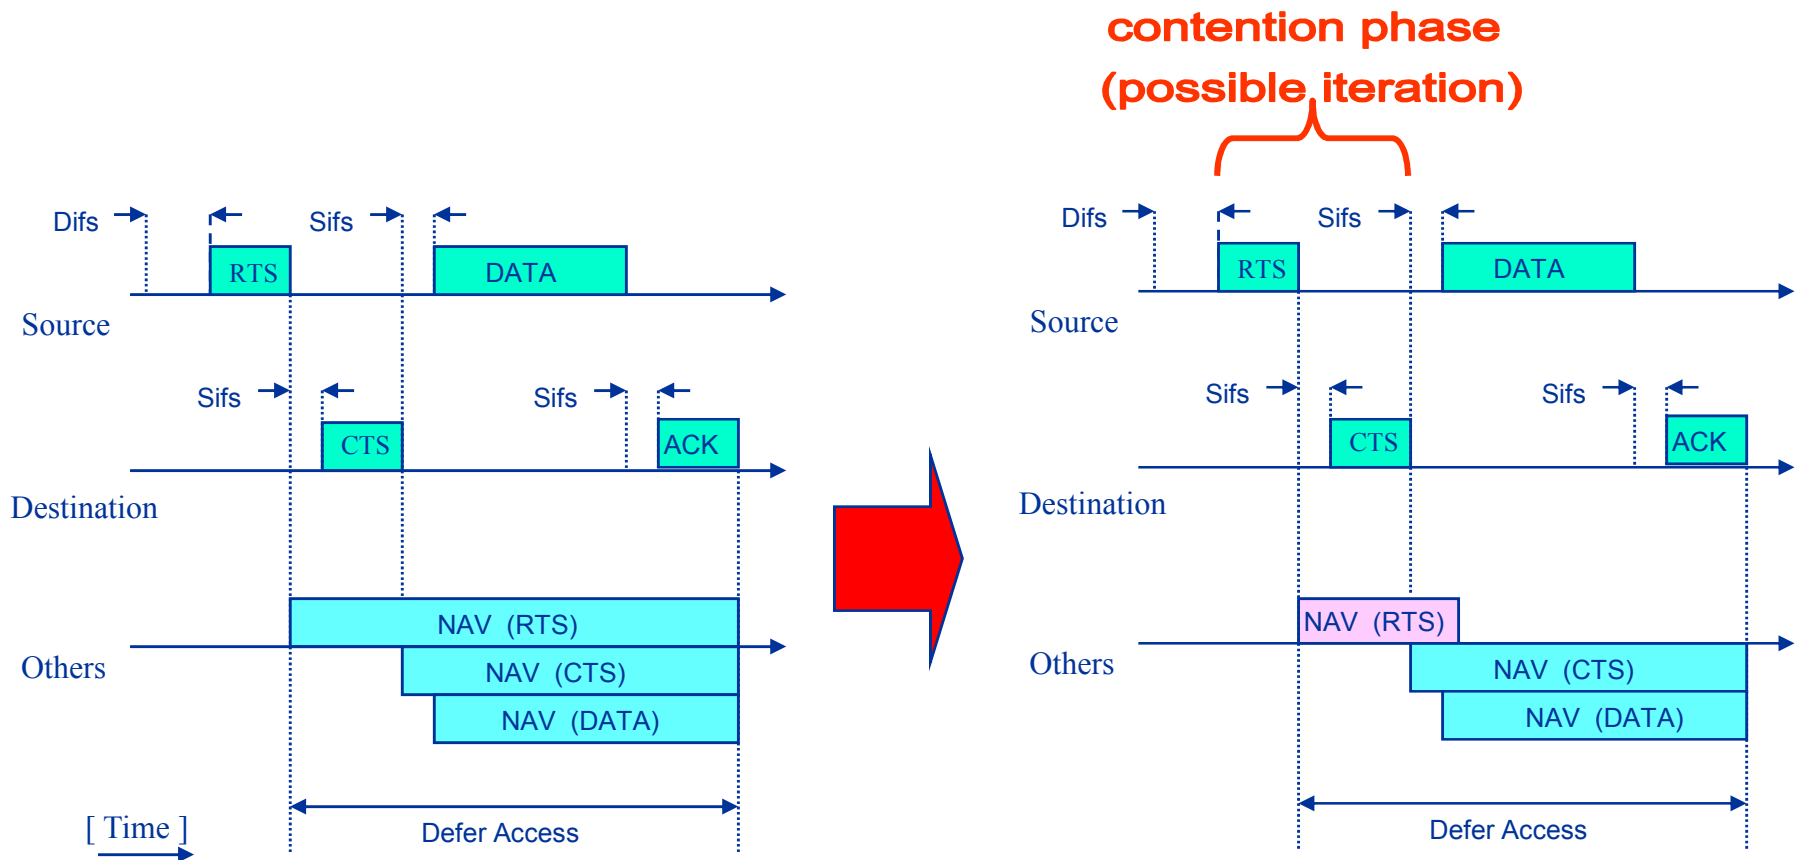 contention phase
(possible iteration)
Difs
Sifs
RTS
DATA
Source
Sifs
Sifs
CTS
ACK
Destination
NAV (RTS)
Others
NAV (CTS)
NAV (DATA)
[ Time ]
Defer Access
Difs
Sifs
RTS
DATA
Source
Sifs
Sifs
CTS
ACK
Destination
NAV (RTS)
Others
NAV (CTS)
NAV (DATA)
Defer Access